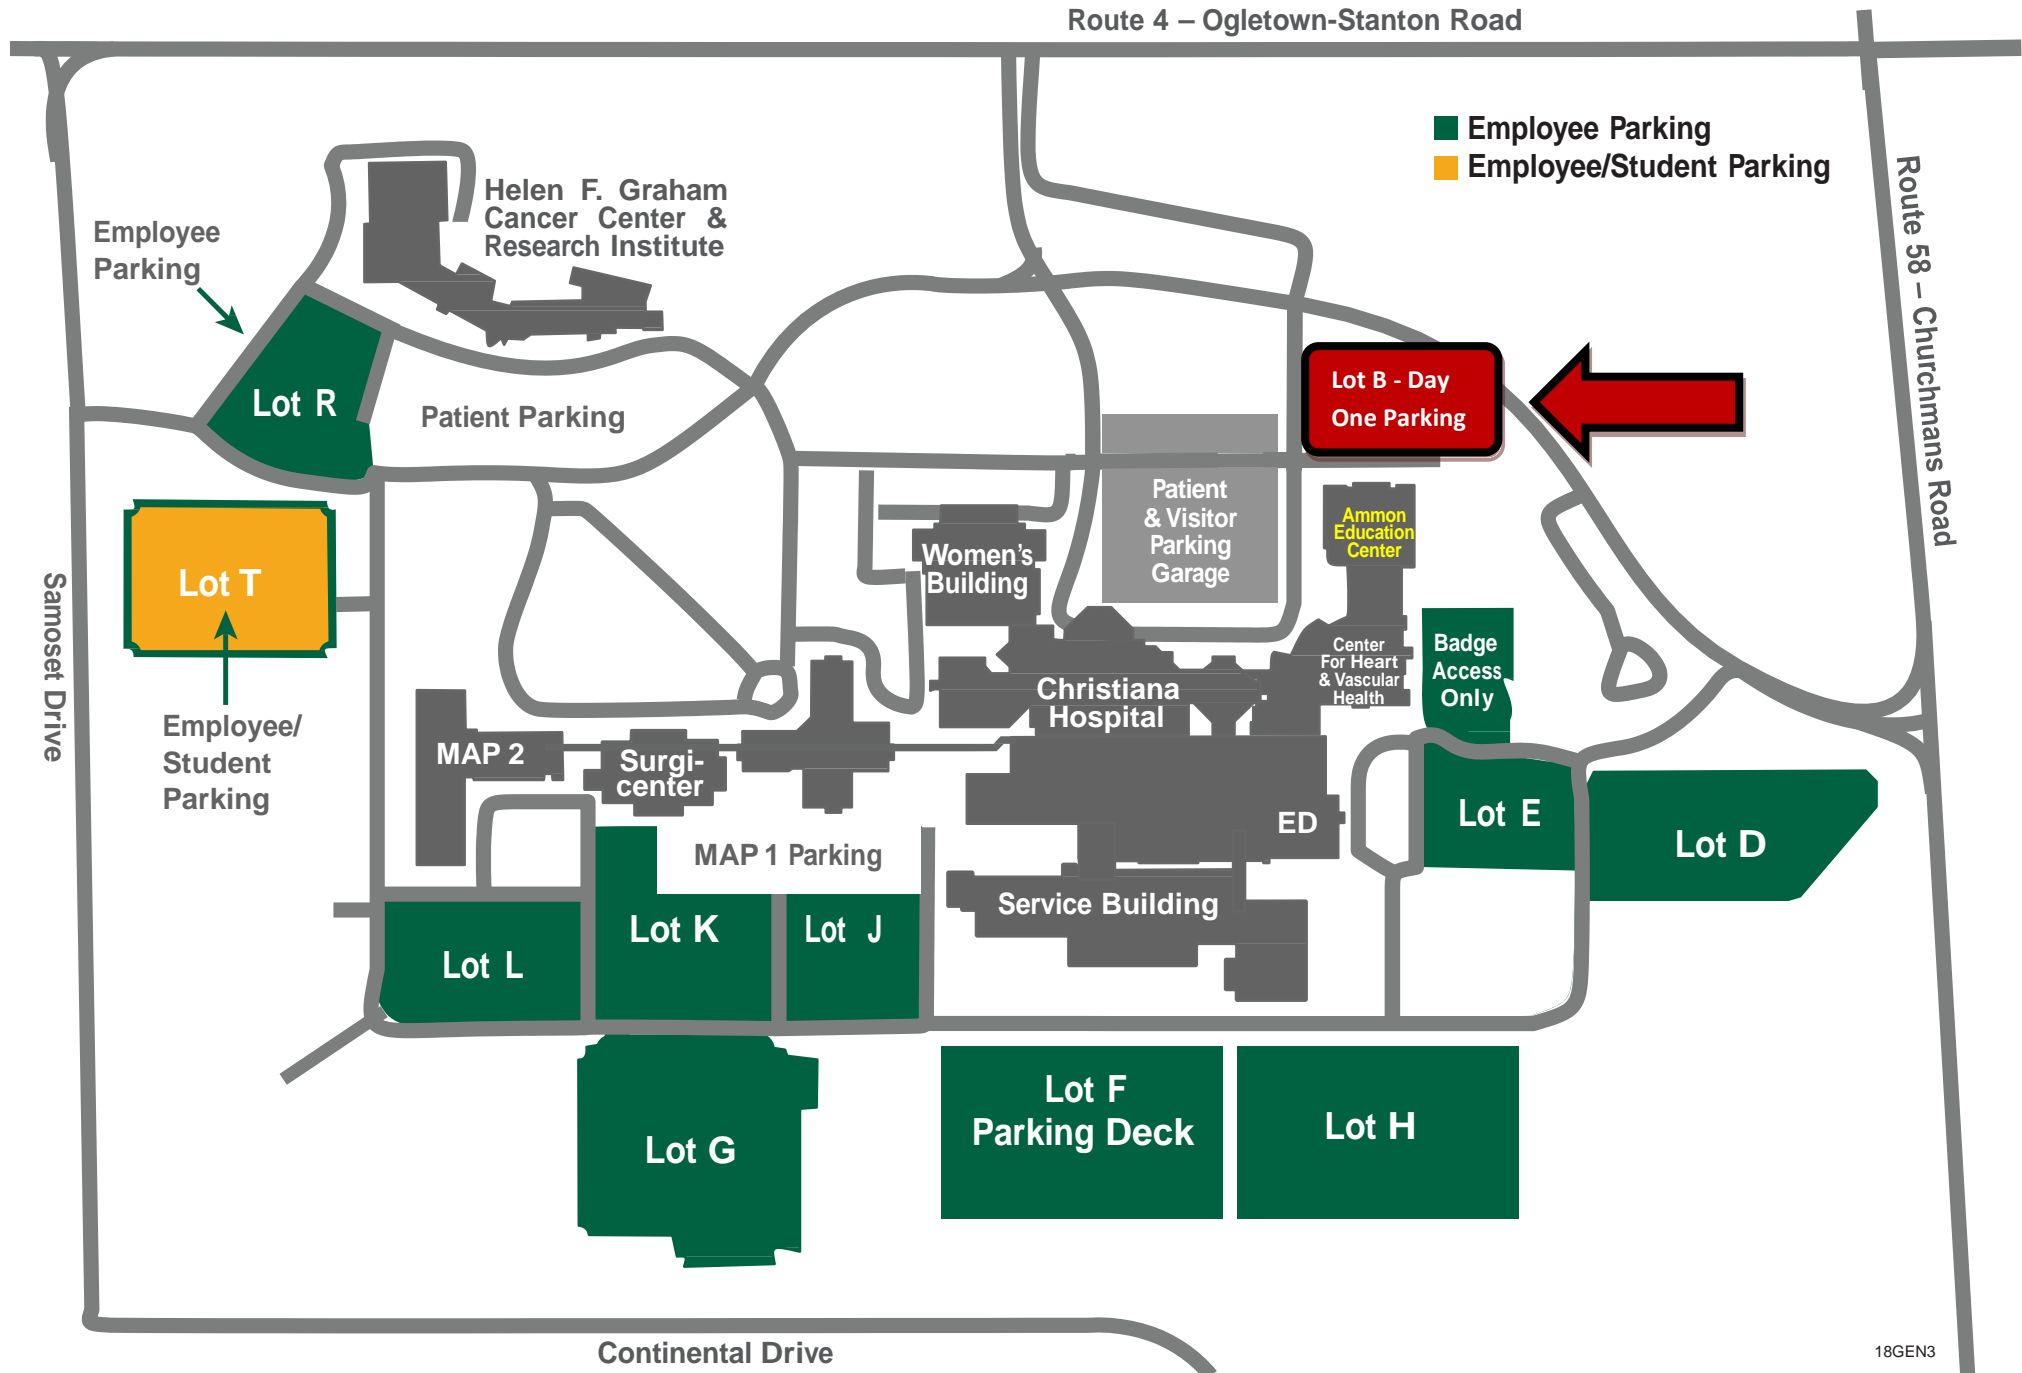 Route 4 – Ogletown-Stanton Road
Employee Parking
Employee/Student Parking
Route 58 – Churchmans Road
Helen F. Graham
Cancer Center &
Research Institute
Employee
Parking
Lot R
Patient Parking
Lot B - Day
One Parking
Patient
& Visitor
Parking
Garage
Ammon
Education
Center
Women's
Building
Lot T
Samoset Drive
Employee/
Student
Parking
Center
For Heart
& Vascular
Health
Badge
Access
Only
Christiana
Hospital
MAP 2
Surgi-
center
MAP 1 Parking
ED
Lot E
Lot D
Service Building
Lot K
Lot J
Lot L
Lot G
Lot F
Parking Deck
Lot H
Continental Drive
18GEN3